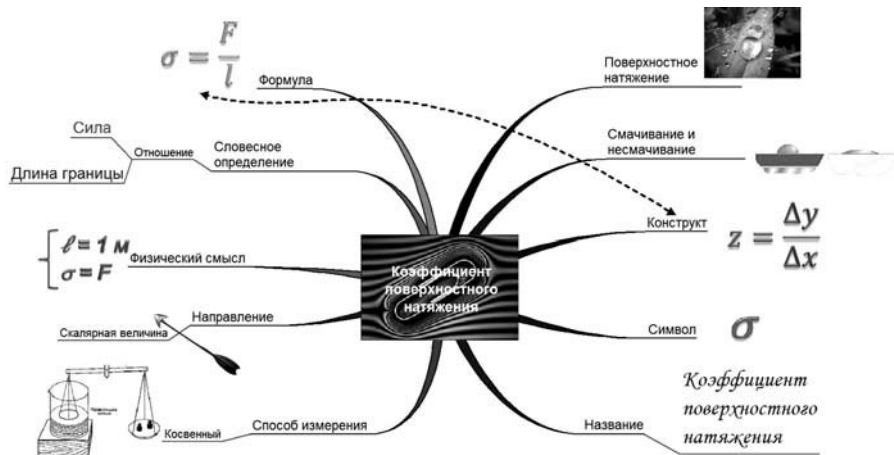 σ = F/l
Формула
Поверхностное
натяжение
Сила
Отношение
Словесное
определение
Длина границы
Смачивание и
несмачивание
Конструкт
z = Δy/Δx
ℓ = 1 м
σ = F
Физический смысл
Коэффициент
поверхностного
натяжения
Направление
Скалярная величина
Символ
σ
Способ измерения
Косвенный
Название
Коэффициент
поверхностного
натяжения